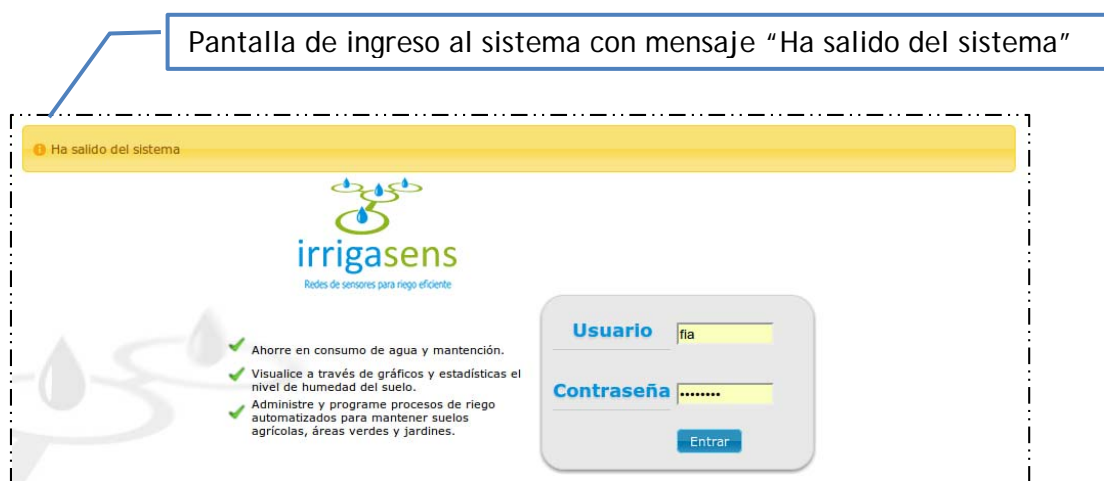 Pantalla de ingreso al sistema con mensaje “Ha salido del sistema”
Ha salido del sistema
irrigasens
Redes de sensores para riego eficiente
Ahorre en consumo de agua y mantención.
Visualice a través de gráficos y estadísticas el
nivel de humedad del suelo.
Administre y programe procesos de riego
automatizados para mantener suelos
agrícolas, áreas verdes y jardines.
Usuario fia
Contraseña ••••••••
Entrar